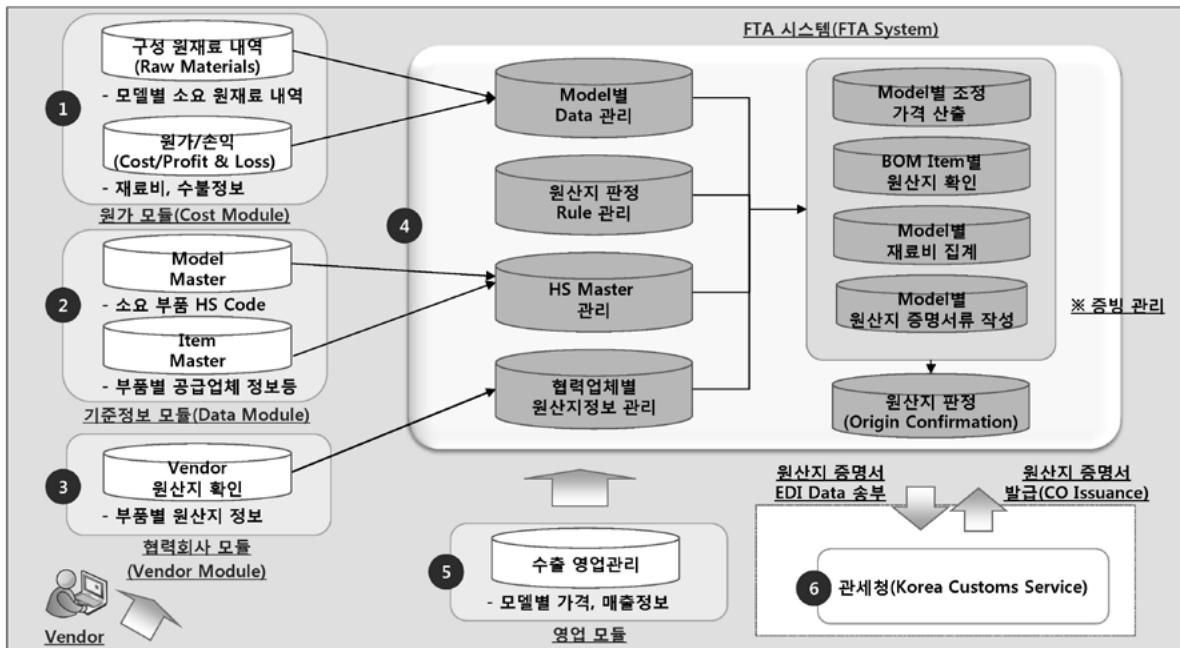 FTA 시스템(FTA System)
1
구성 원재료 내역
(Raw Materials)
- 모델별 소요 원재료 내역
원가/손익
(Cost/Profit & Loss)
- 재료비, 수불정보
원가 모듈(Cost Module)
2
Model
Master
- 소요 부품 HS Code
Item
Master
- 부품별 공급업체 정보등
기준정보 모듈(Data Module)
3
Vendor
원산지 확인
- 부품별 원산지 정보
협력회사 모듈
(Vendor Module)
Vendor
4
Model별
Data 관리
원산지 판정
Rule 관리
HS Master
관리
협력업체별
원산지정보 관리
Model별 조정
가격 산출
BOM Item별
원산지 확인
Model별
재료비 집계
Model별
원산지 증명서류 작성
※ 증빙 관리
원산지 판정
(Origin Confirmation)
5
수출 영업관리
- 모델별 가격, 매출정보
영업 모듈
원산지 증명서
EDI Data 송부
원산지 증명서
발급(CO Issuance)
6
관세청(Korea Customs Service)